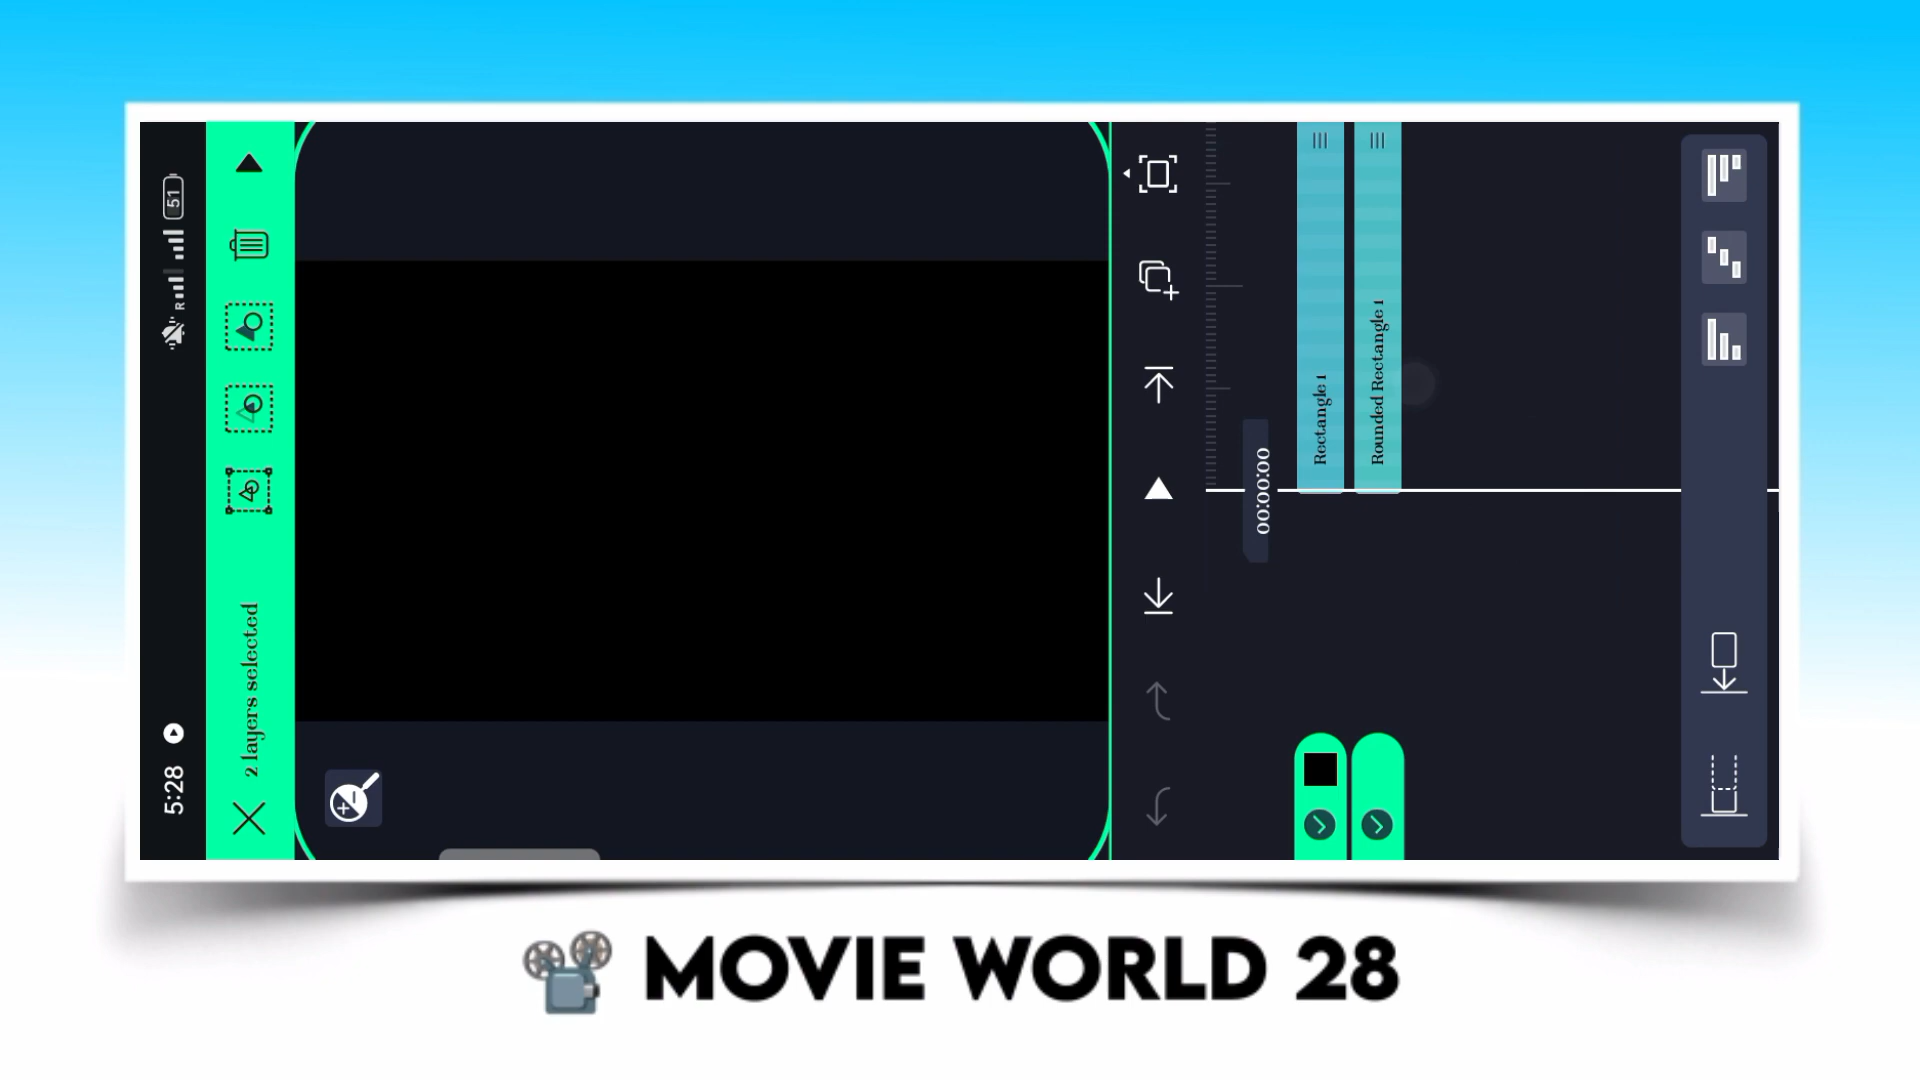 5:28
R
51
2 layers selected
00:00:00
Rectangle 1
Rounded Rectangle 1
MOVIE WORLD 28